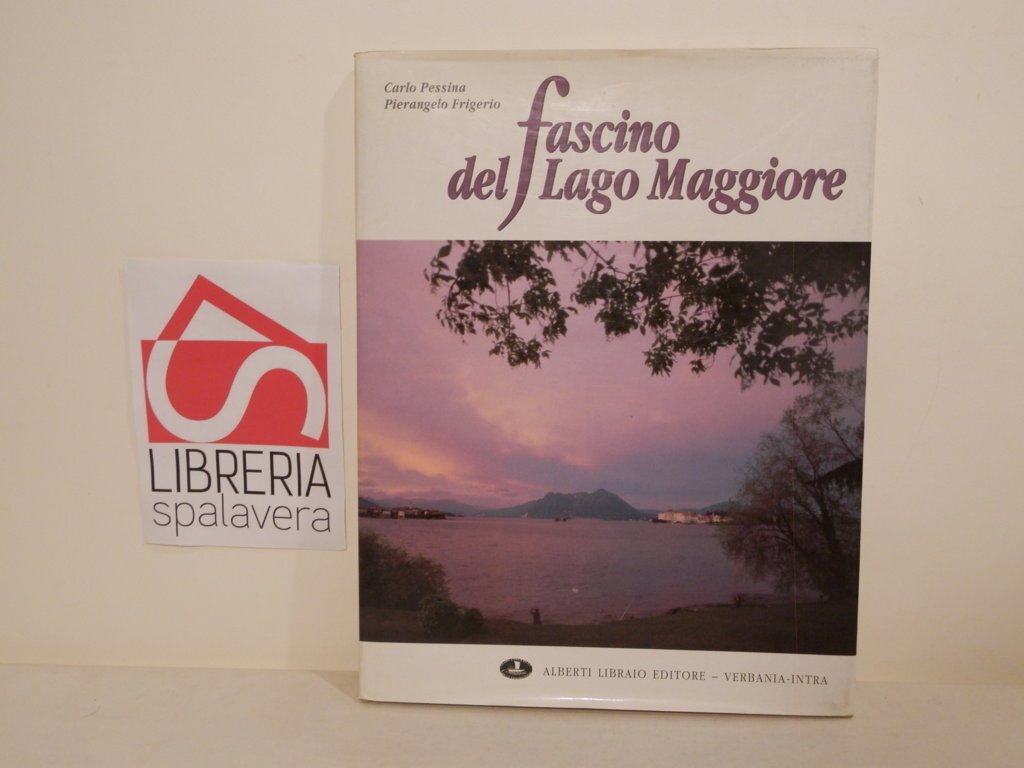 Carlo Pessina
Pierangelo Frigerio
fascino
del Lago Maggiore
LIBRERIA
spalavera
ALBERTI LIBRAIO EDITORE – VERBANIA-INTRA